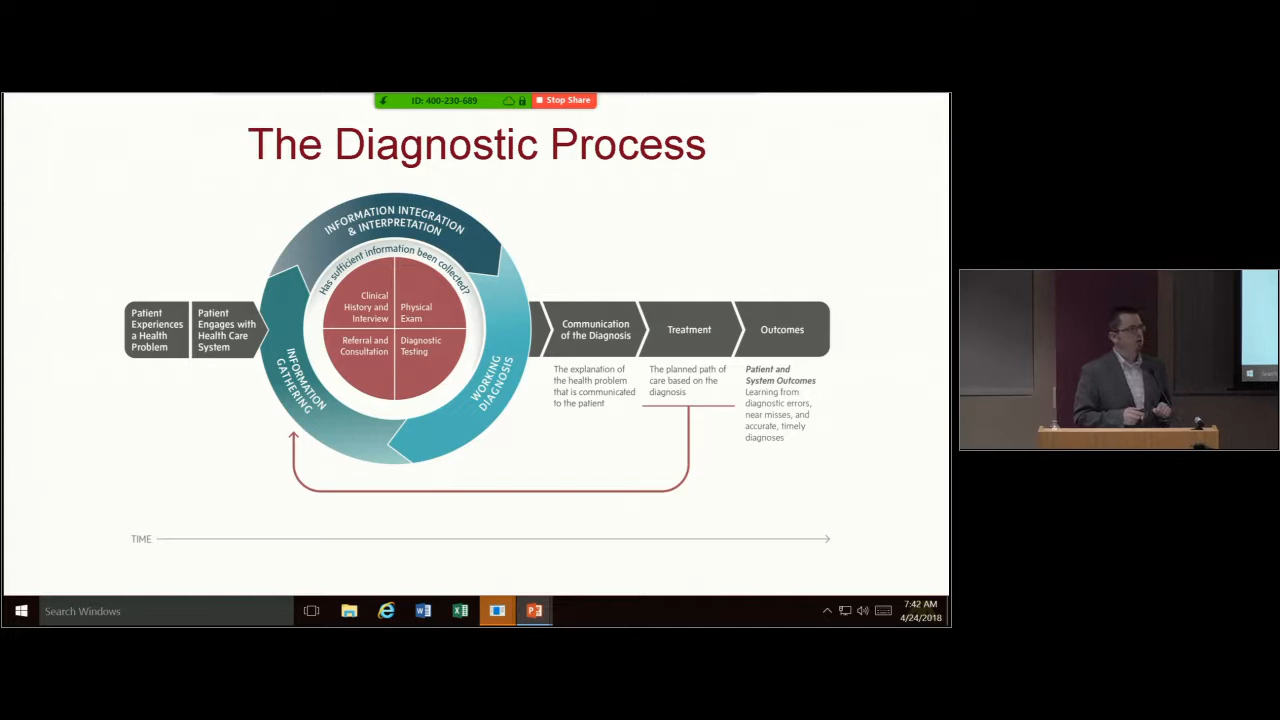 ID: 400-230-689
Stop Share
The Diagnostic Process
INFORMATION INTEGRATION
& INTERPRETATION
Has sufficient information been collected?
Clinical
History and
Interview
Physical
Exam
Referral and
Consultation
Diagnostic
Testing
INFORMATION
GATHERING
WORKING
DIAGNOSIS
Patient
Experiences
a Health
Problem
Patient
Engages with
Health Care
System
Communication
of the Diagnosis
Treatment
Outcomes
The explanation of
the health problem
that is communicated
to the patient
The planned path of
care based on the
diagnosis
Patient and
System Outcomes
Learning from
diagnostic errors,
near misses, and
accurate, timely
diagnoses
TIME
Search Windows
7:42 AM
4/24/2018